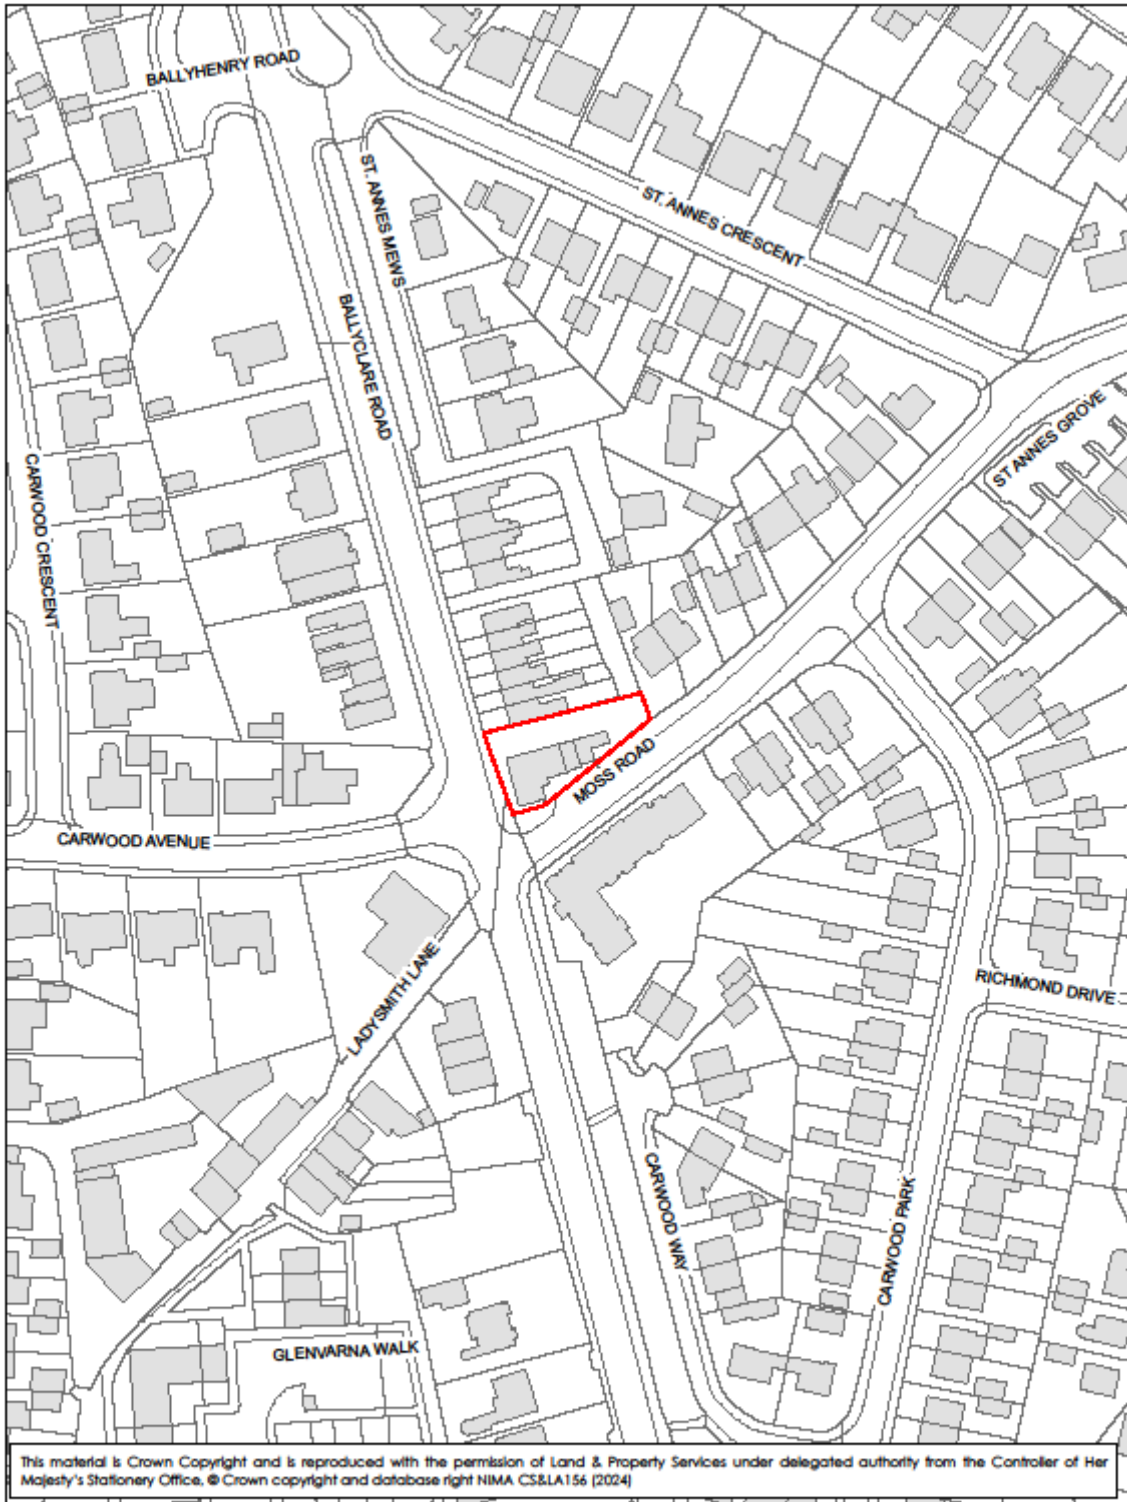 BALLYHENRY ROAD
ST. ANNES MEWS
ST. ANNES CRESCENT
BALLYCLARE ROAD
ST ANNES GROVE
CARWOOD CRESCENT
MOSS ROAD
CARWOOD AVENUE
LADYSMITH LANE
RICHMOND DRIVE
CARWOOD WAY
CARWOOD PARK
GLENVARNA WALK
This material is Crown Copyright and is reproduced with the permission of Land & Property Services under delegated authority from the Controller of Her
Majesty's Stationery Office, © Crown copyright and database right NIMA CS&LA156 (2024)